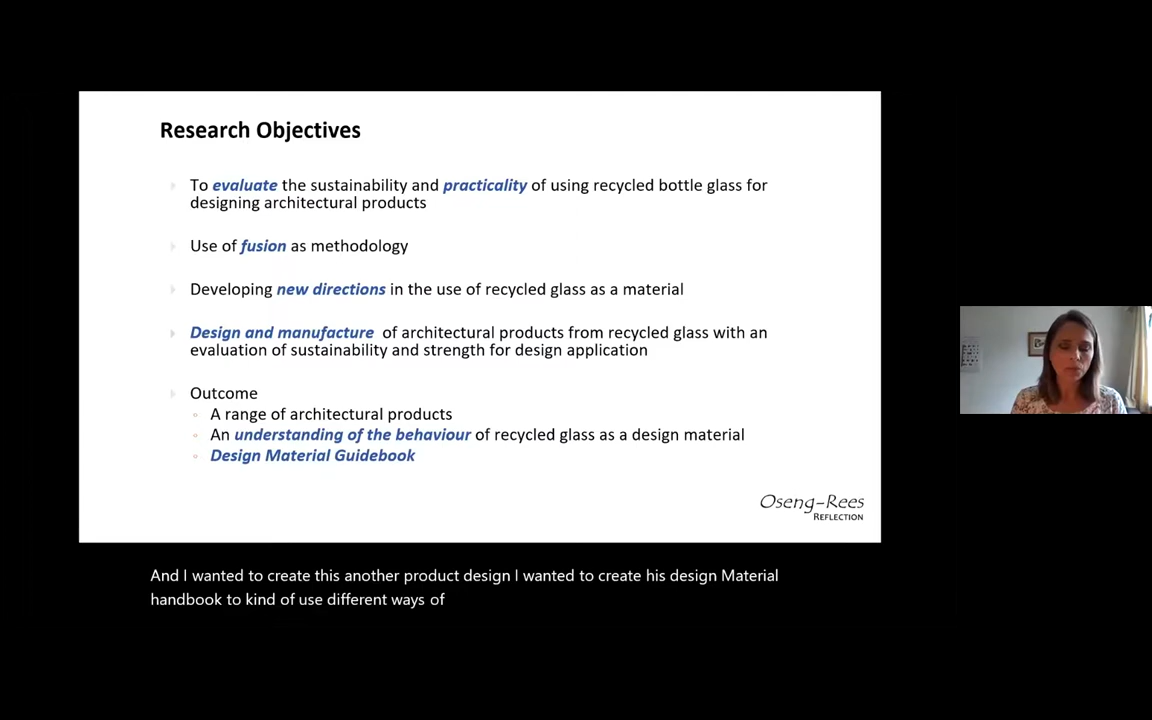 Research Objectives
To evaluate the sustainability and practicality of using recycled bottle glass for
designing architectural products
Use of fusion as methodology
Developing new directions in the use of recycled glass as a material
Design and manufacture of architectural products from recycled glass with an
evaluation of sustainability and strength for design application
Outcome
A range of architectural products
An understanding of the behaviour of recycled glass as a design material
Design Material Guidebook
Oseng-Rees
REFLECTION
And I wanted to create this another product design I wanted to create his design Material
handbook to kind of use different ways of